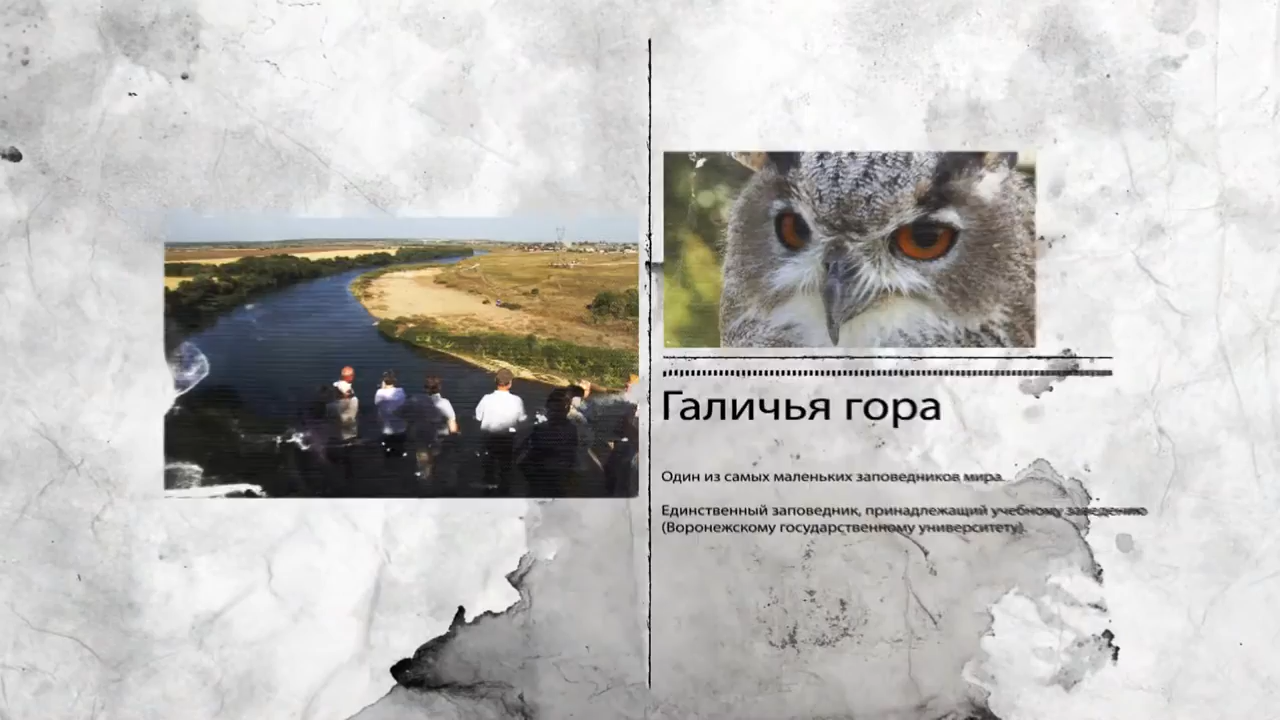 Галичья гора
Один из самых маленьких заповедников мира.
Единственный заповедник, принадлежащий учебному заведению
(Воронежскому государственному университету).